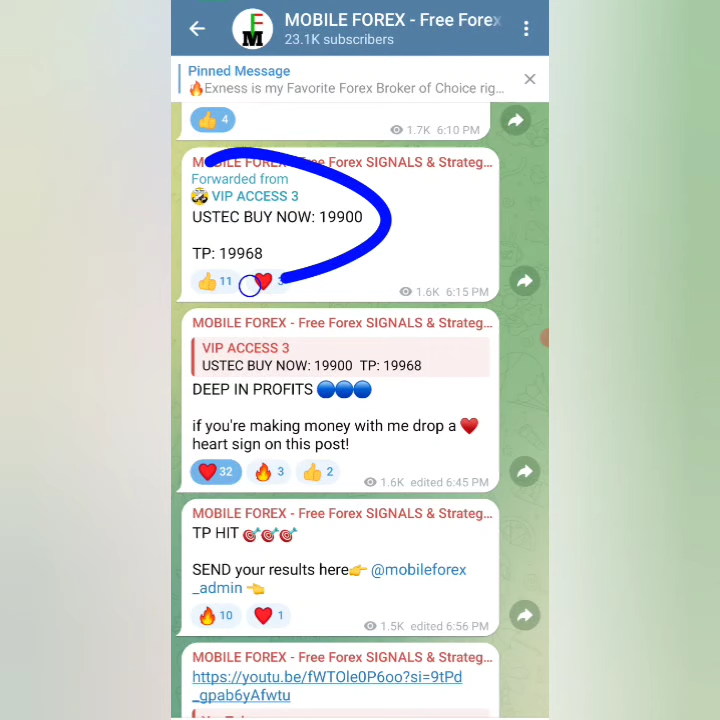 MOBILE FOREX - Free Forex
23.1K subscribers
Pinned Message
🔥Exness is my Favorite Forex Broker of Choice rig...
👍 4
1.7K 6:10 PM
MOBILE FOREX - Free Forex SIGNALS & Strateg...
Forwarded from
VIP ACCESS 3
USTEC BUY NOW: 19900
TP: 19968
👍 11 ❤️
1.6K 6:15 PM
MOBILE FOREX - Free Forex SIGNALS & Strateg...
VIP ACCESS 3
USTEC BUY NOW: 19900 TP: 19968
DEEP IN PROFITS 🔵🔵🔵
if you're making money with me drop a ♥️
heart sign on this post!
❤️ 32 🔥 3 👍 2
1.6K edited 6:45 PM
MOBILE FOREX - Free Forex SIGNALS & Strateg...
TP HIT 🎯🎯🎯
SEND your results here👉 @mobileforex
_admin 👈
🔥 10 ❤️ 1
1.5K edited 6:56 PM
MOBILE FOREX - Free Forex SIGNALS & Strateg...
https://youtu.be/fWTOle0P6oo?si=9tPd
_gpab6yAfwtu